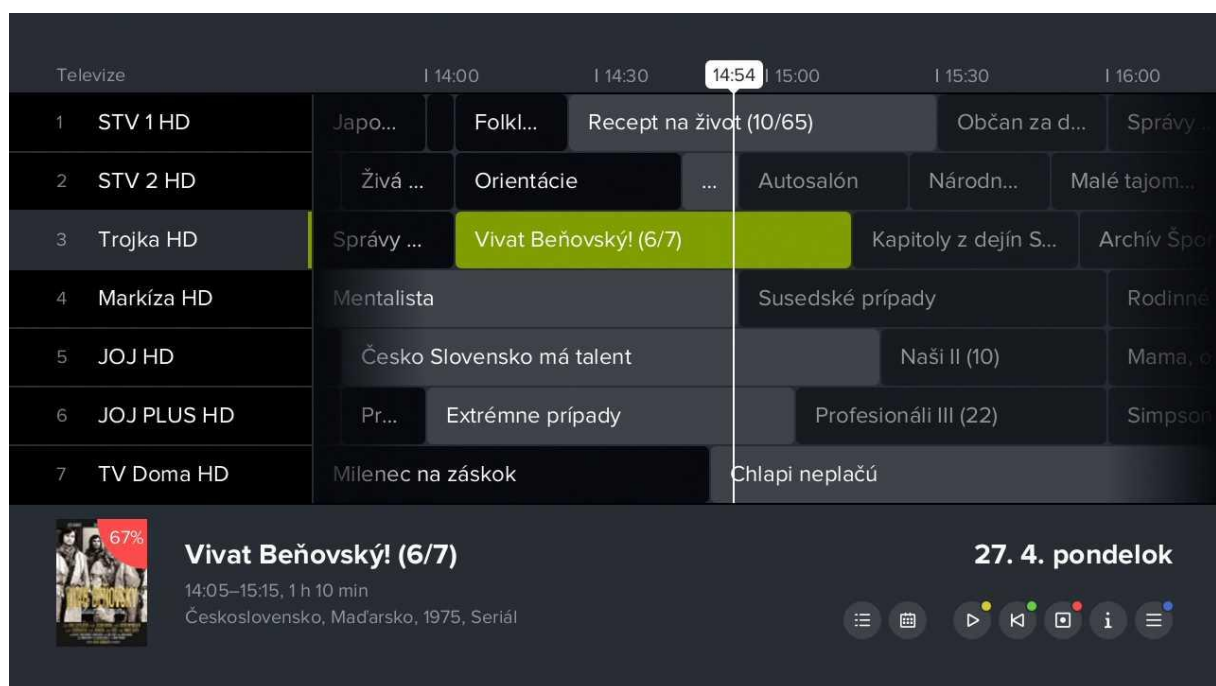 Televize 14:00 14:30 14:54 15:00 15:30 16:00
1 STV 1 HD Japo... Folkl... Recept na život (10/65) Občan za d... Správy...
2 STV 2 HD Živá ... Orientácie ... Autosalón Národn... Malé tajom...
3 Trojka HD Správy ... Vivat Beňovský! (6/7) Kapitoly z dejín S... Archív Špor
4 Markíza HD Mentalista Susedské prípady Rodinné
5 JOJ HD Česko Slovensko má talent Naši II (10) Mama, o
6 JOJ PLUS HD Pr... Extrémne prípady Profesionáli III (22) Simpson
7 TV Doma HD Milenec na záskok Chlapi neplačú
67%
Vivat Beňovský! (6/7) 27. 4. pondelok
14:05–15:15, 1 h 10 min
Československo, Maďarsko, 1975, Seriál